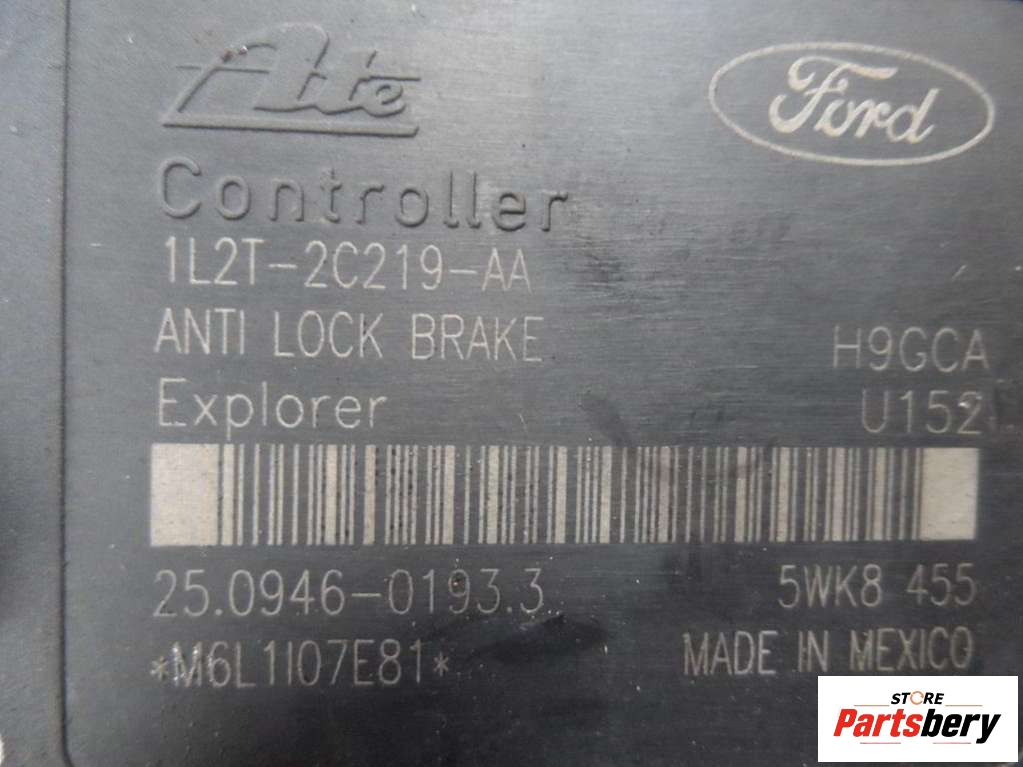 Ate
Ford
Controller
1L2T-2C219-AA
ANTI LOCK BRAKE
H9GCA
Explorer
U152
25.0946-0193.3
5WK8 455
*M6L1I07E81*
MADE IN MEXICO
STORE
Partsbery